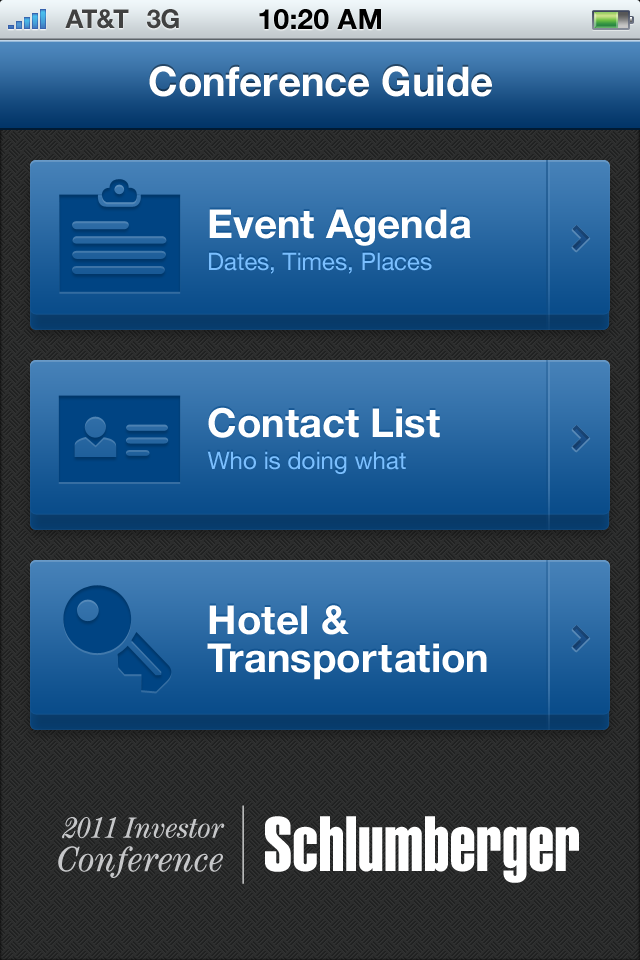 AT&T 3G 10:20 AM
Conference Guide
Event Agenda
Dates, Times, Places
Contact List
Who is doing what
Hotel &
Transportation
2011 Investor
Conference
Schlumberger